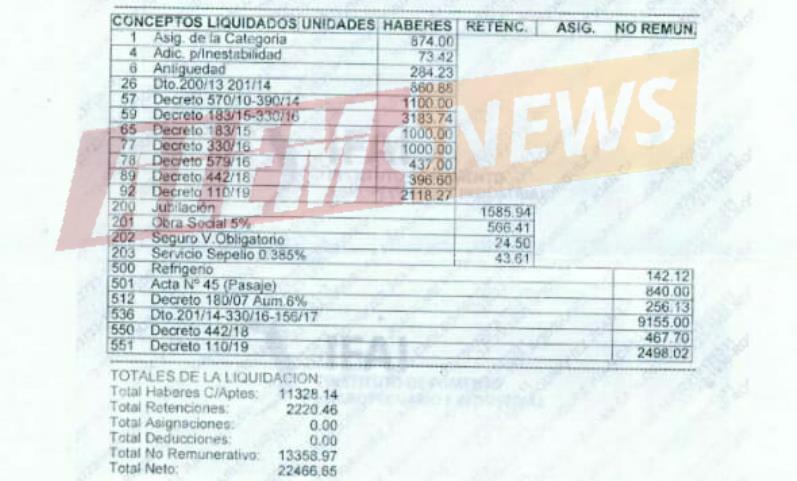 CONCEPTOS LIQUIDADOS UNIDADES HABERES RETENC. ASIG. NO REMUN.
1 Asig. de la Categoria 874.00
4 Adic. p/Inestabilidad 73.42
6 Antiguedad 284.23
26 Dto.200/13 201/14 860.88
57 Decreto 570/10-390/14 1100.00
59 Decreto 183/15-330/16 3183.74
65 Decreto 183/15 1000.00
77 Decreto 330/16 1000.00
78 Decreto 579/16 437.00
89 Decreto 442/18 396.60
92 Decreto 110/19 2118.27
200 Jubilación 1585.94
201 Obra Social 5% 566.41
202 Seguro V.Obligatorio 24.50
203 Servicio Sepelio 0.385% 43.61
500 Refrigerio 142.12
501 Acta N° 45 (Pasaje) 840.00
512 Decreto 180/07 Aum.6% 256.13
536 Dto.201/14-330/16-156/17 9155.00
550 Decreto 442/18 467.70
551 Decreto 110/19 2498.02
NEWS
TOTALES DE LA LIQUIDACION:
Total Haberes C/Aptes: 11328.14
Total Retenciones: 2220.46
Total Asignaciones: 0.00
Total Deducciones: 0.00
Total No Remunerativo: 13358.97
Total Neto: 22466.65